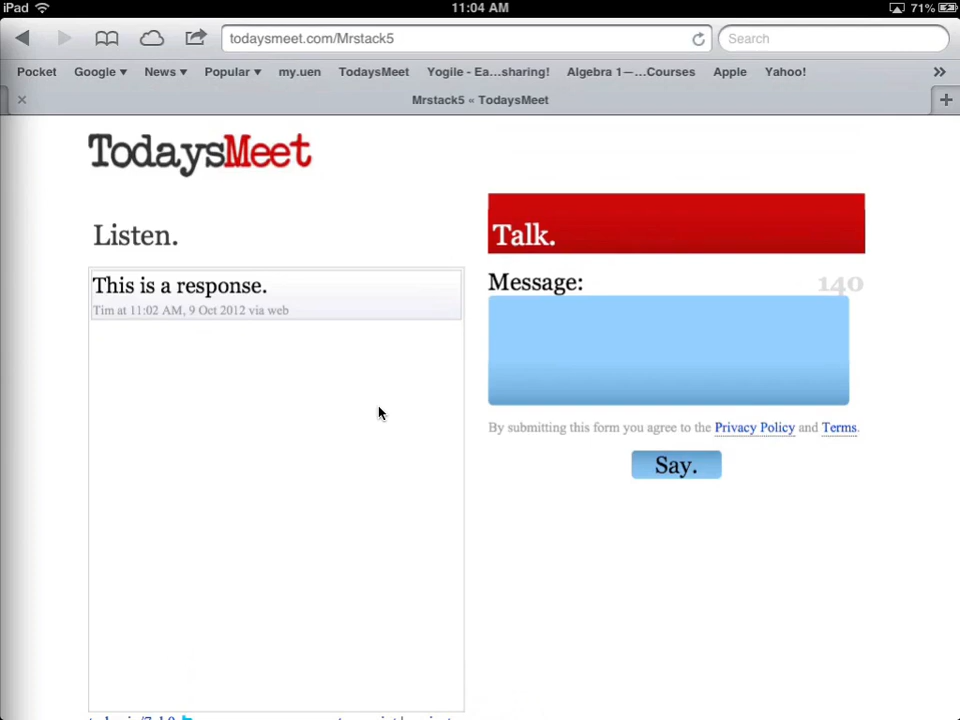 iPad 11:04 AM 71%
todaysmeet.com/Mrstack5 Search
Pocket Google ▾ News ▾ Popular ▾ my.uen TodaysMeet Yogile - Ea...sharing! Algebra 1—...Courses Apple Yahoo! »
Mrstack5 « TodaysMeet
TodaysMeet
Listen.
This is a response.
Tim at 11:02 AM, 9 Oct 2012 via web
Talk.
Message: 140
By submitting this form you agree to the Privacy Policy and Terms.
Say.